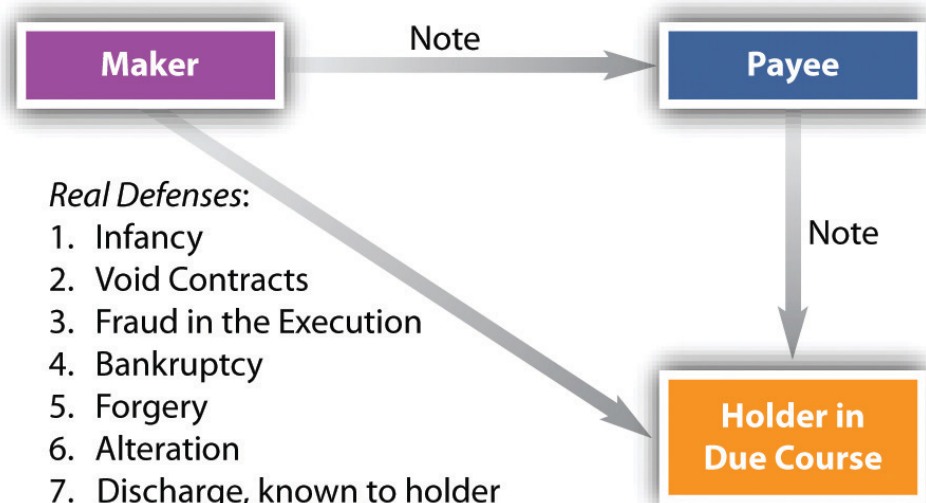 Maker
Note
Payee
Real Defenses:
1. Infancy
2. Void Contracts
3. Fraud in the Execution
4. Bankruptcy
5. Forgery
6. Alteration
7. Discharge, known to holder
Note
Holder in
Due Course